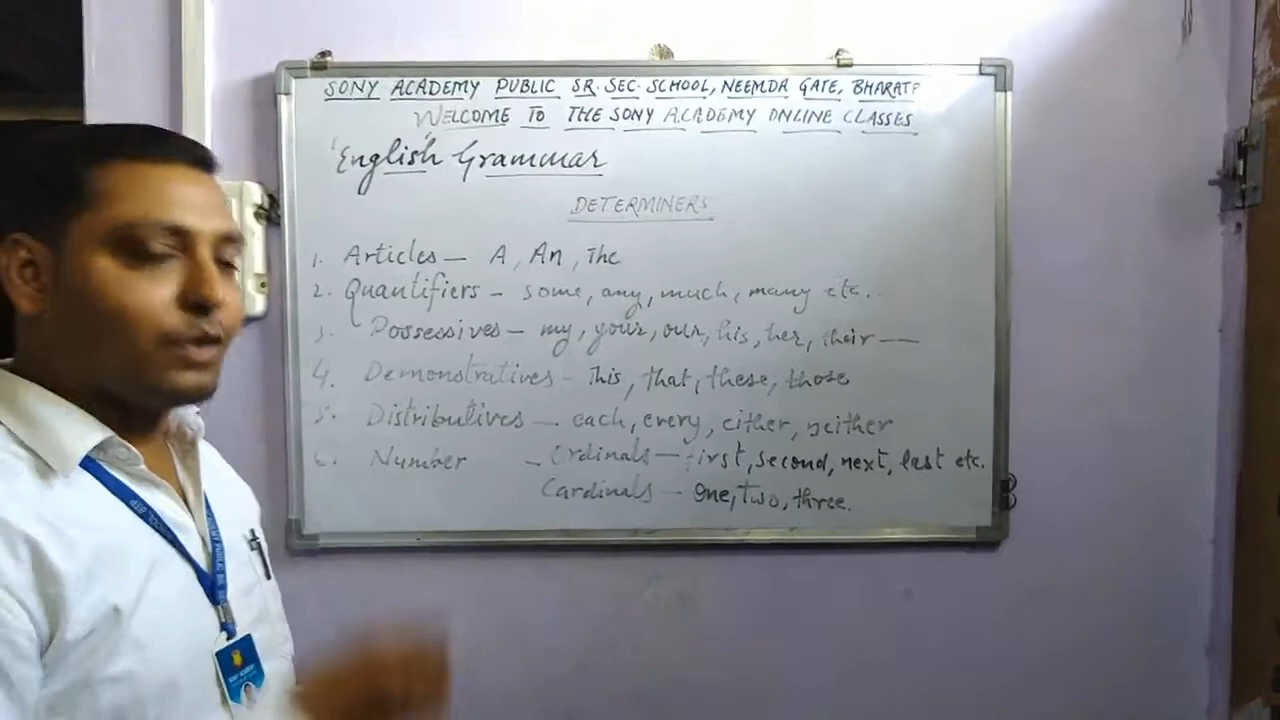 SONY ACADEMY PUBLIC SR. SEC. SCHOOL, NEEMDA GATE, BHARATP
WELCOME TO THE SONY ACADEMY ONLINE CLASSES
'English Grammar
DETERMINERS
1. Articles — A, An, The
2. Quantifiers – some, any, much, many etc..
3. Possessives — my, your, our, his, her, their —
4. Demonstratives – This, that, these, those
5. Distributives — each, every, either, neither
6. Number – Ordinals — first, second, next, last etc.
Cardinals – One, two, three.